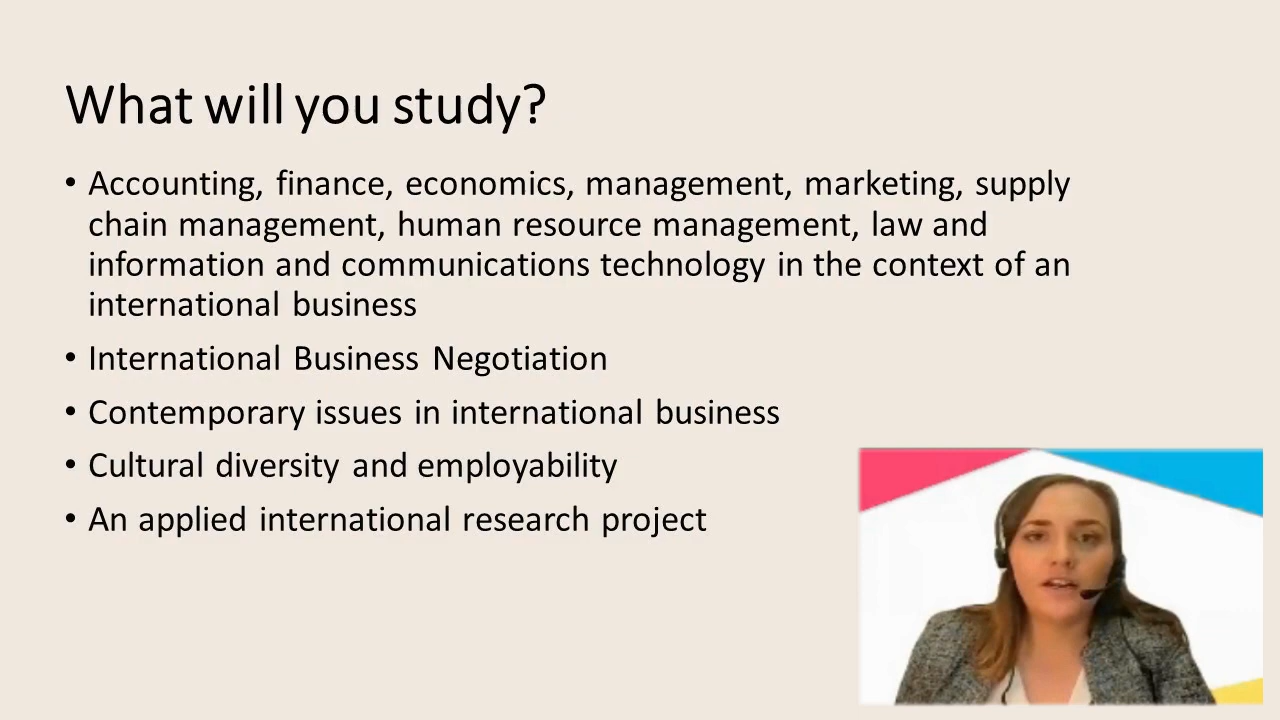 What will you study?
• Accounting, finance, economics, management, marketing, supply
chain management, human resource management, law and
information and communications technology in the context of an
international business
• International Business Negotiation
• Contemporary issues in international business
• Cultural diversity and employability
• An applied international research project